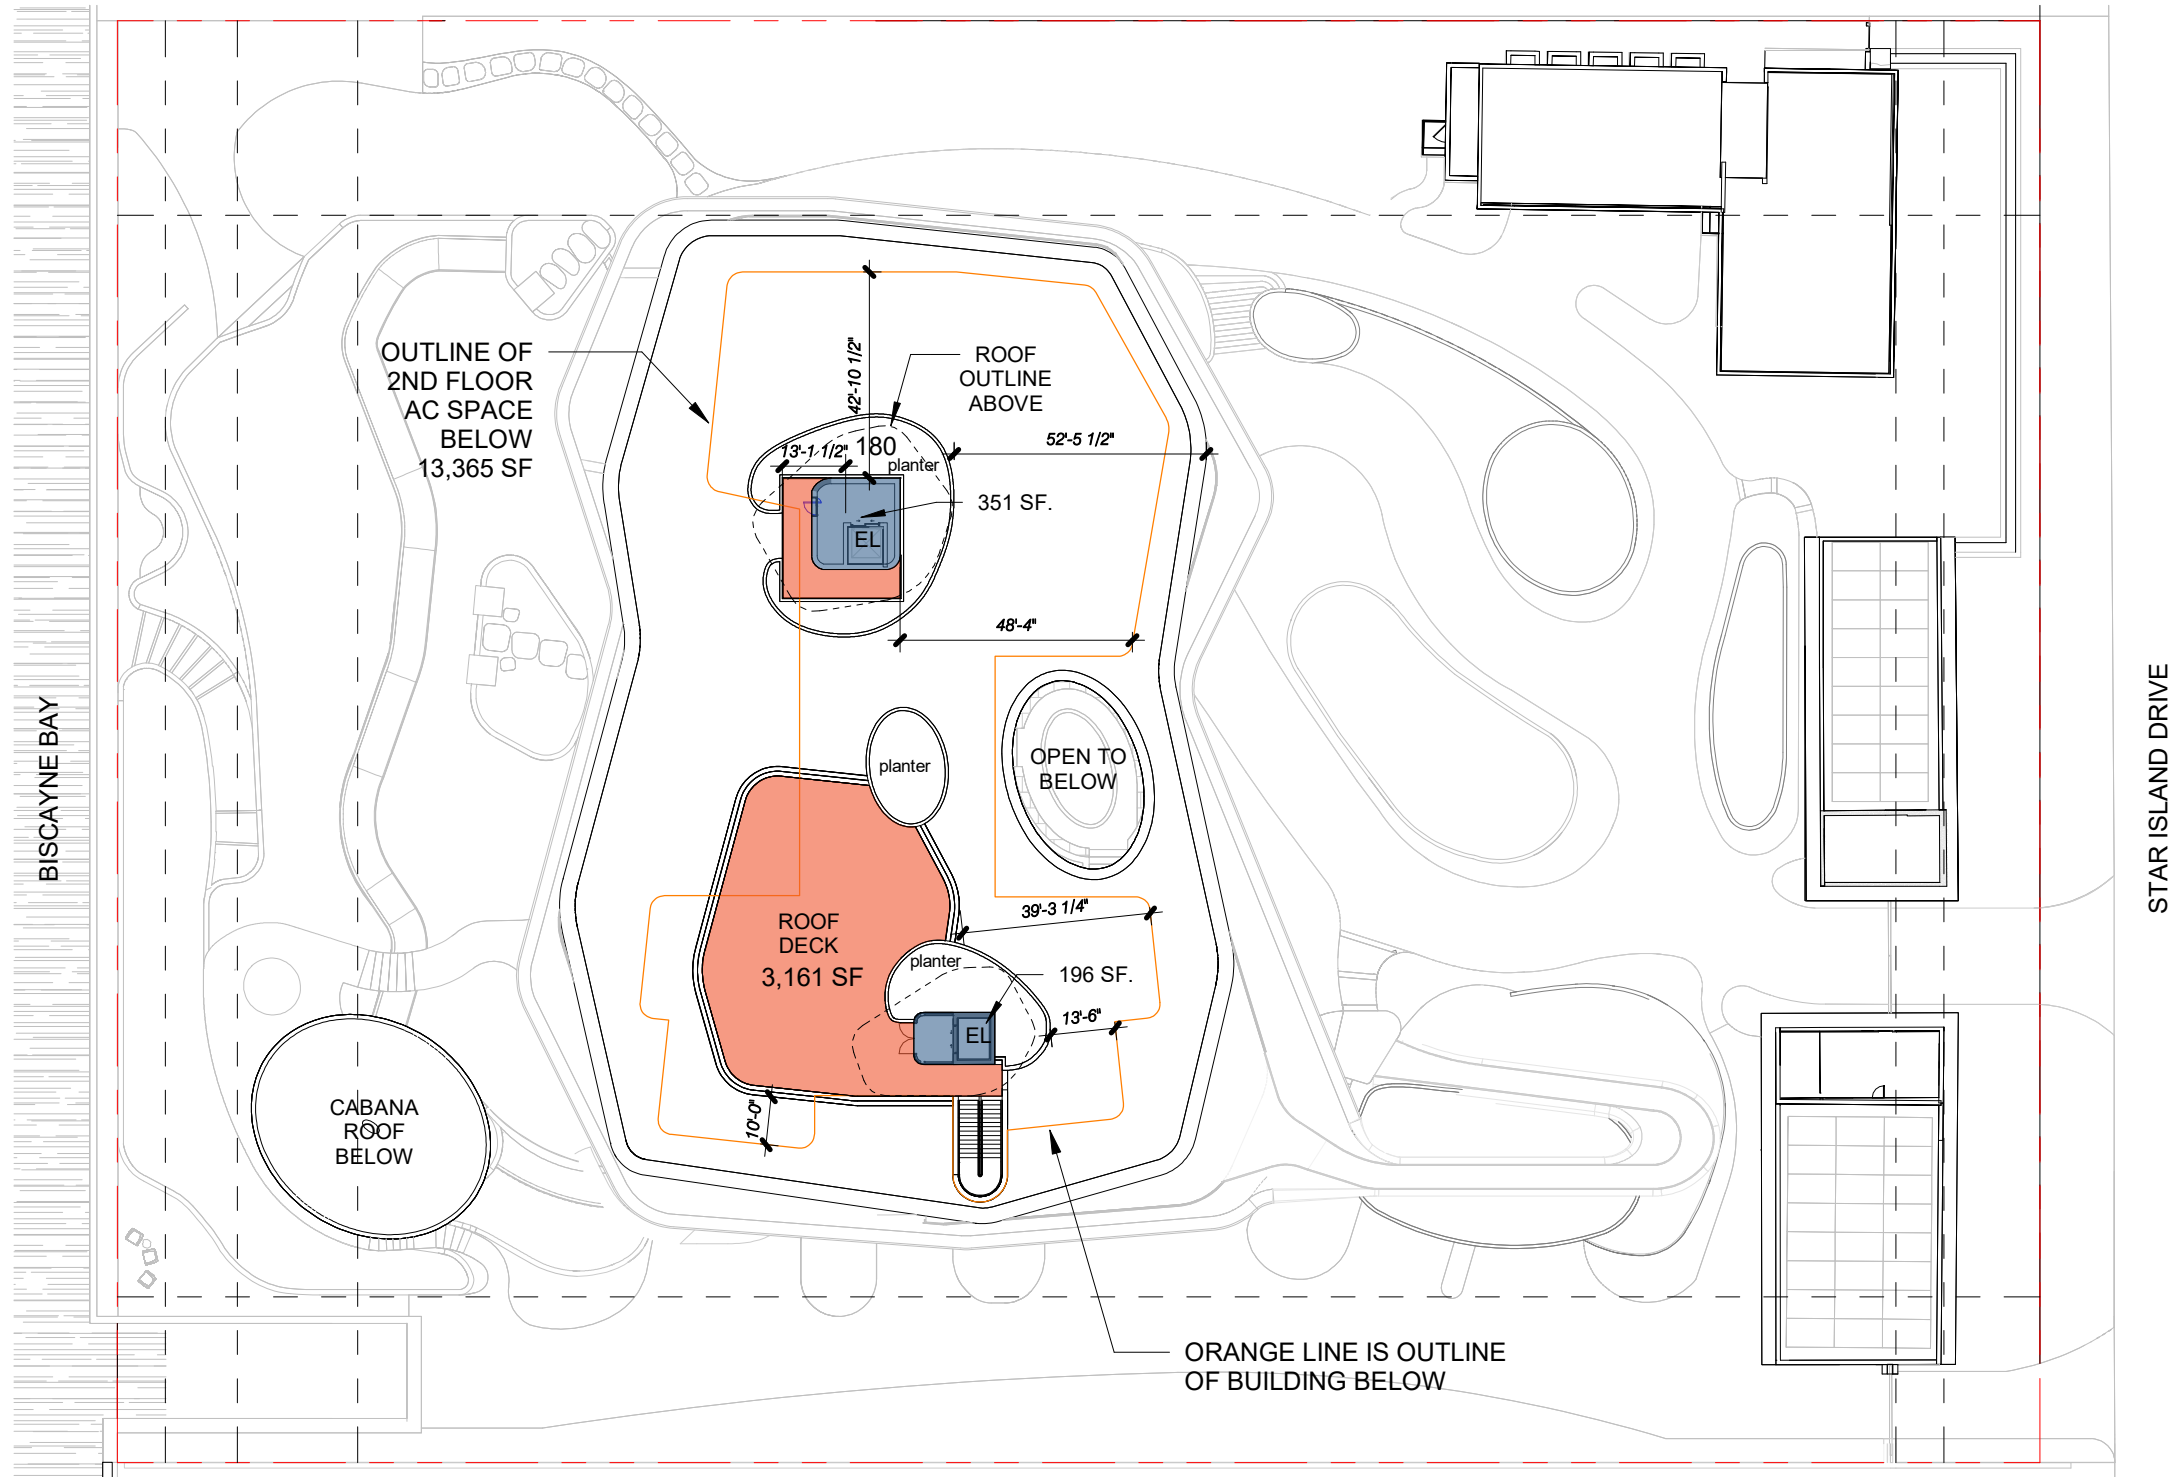 OUTLINE OF
2ND FLOOR
AC SPACE
BELOW
13,365 SF
42'-10 1/2"
ROOF
OUTLINE
ABOVE
13'-1 1/2"
180
planter
52'-5 1/2"
351 SF.
EL
48'-4"
planter
OPEN TO
BELOW
BISCAYNE BAY
STAR ISLAND DRIVE
ROOF
DECK
3,161 SF
39'-3 1/4"
planter
196 SF.
13'-6"
EL
10'-0"
CABANA
ROOF
BELOW
ORANGE LINE IS OUTLINE
OF BUILDING BELOW